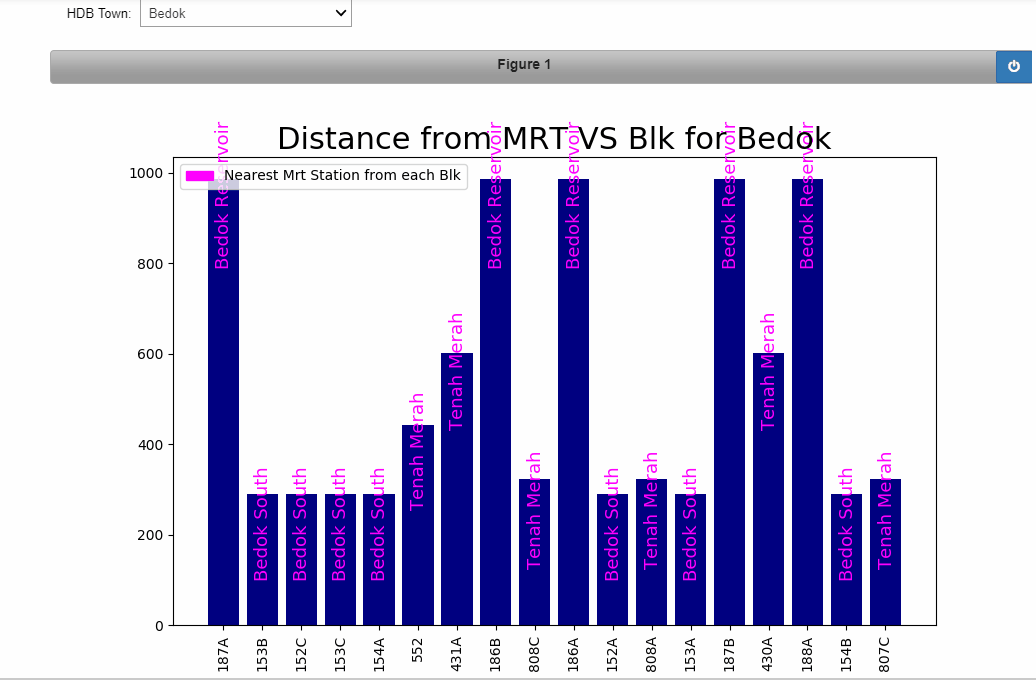 HDB Town: Bedok
Figure 1
Distance from MRT VS Blk for Bedok
Nearest Mrt Station from each Blk
1000
800
600
400
200
0
Bedok Reservoir
Bedok South
Bedok South
Bedok South
Bedok South
Tenah Merah
Tenah Merah
Bedok Reservoir
Tenah Merah
Bedok Reservoir
Bedok South
Tenah Merah
Bedok South
Bedok Reservoir
Tenah Merah
Bedok Reservoir
Bedok South
Tenah Merah
187A
153B
152C
153C
154A
552
431A
186B
808C
186A
152A
808A
153A
187B
430A
188A
154B
807C